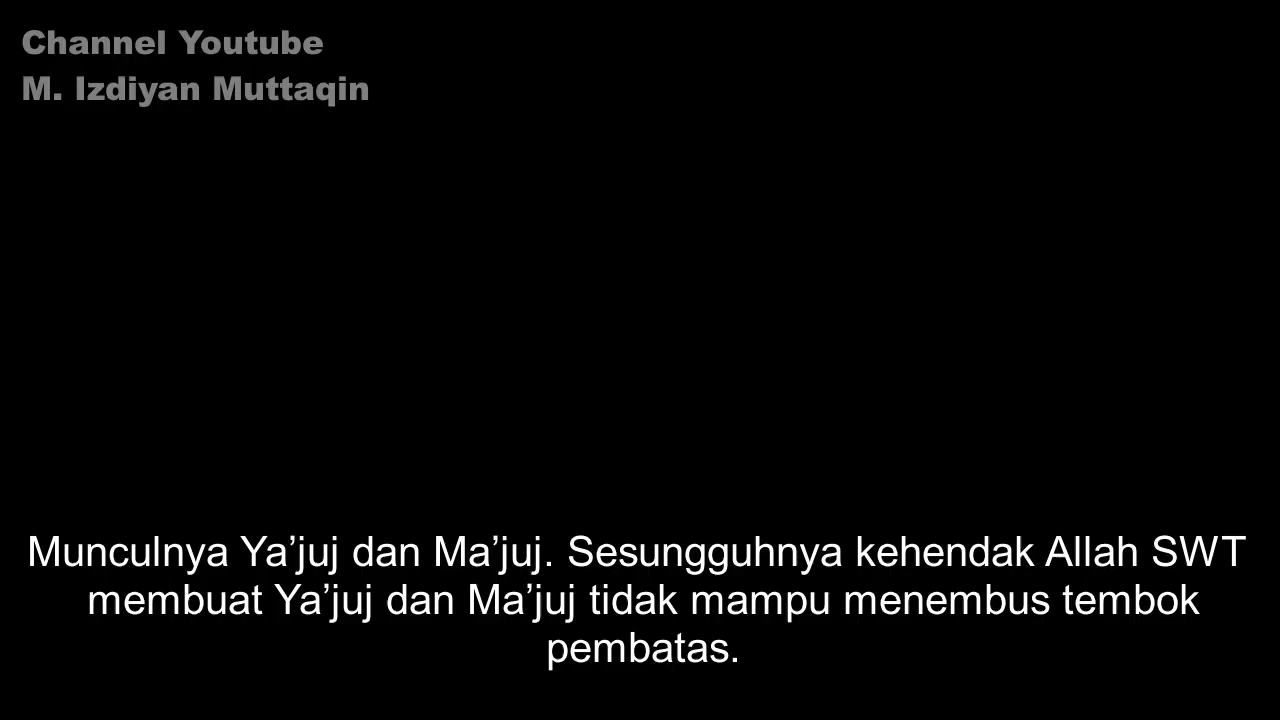 Channel Youtube
M. Izdiyan Muttaqin
Munculnya Ya’juj dan Ma’juj. Sesungguhnya kehendak Allah SWT
membuat Ya’juj dan Ma’juj tidak mampu menembus tembok
pembatas.